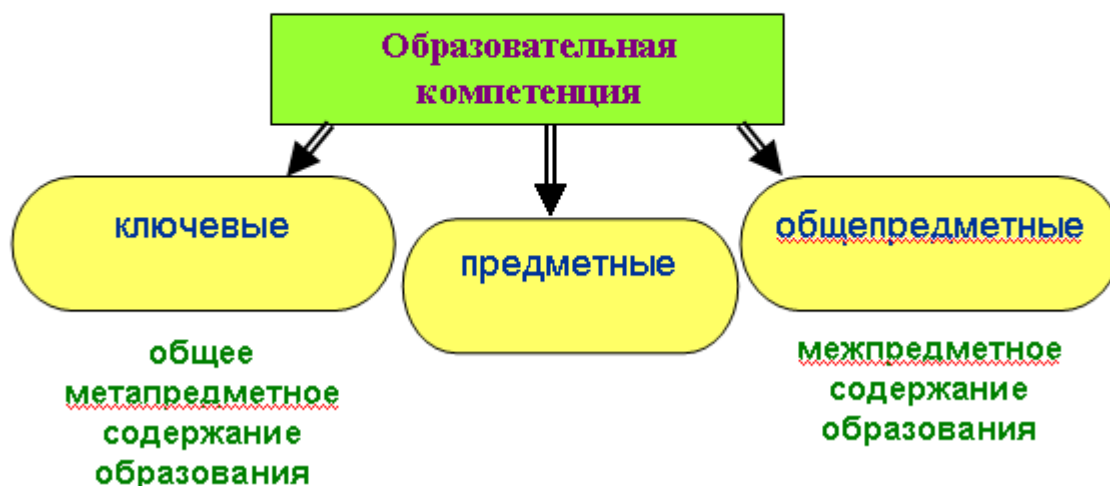 Образовательная
компетенция
ключевые
предметные
общепредметные
общее
метапредметное
содержание
образования
межпредметное
содержание
образования